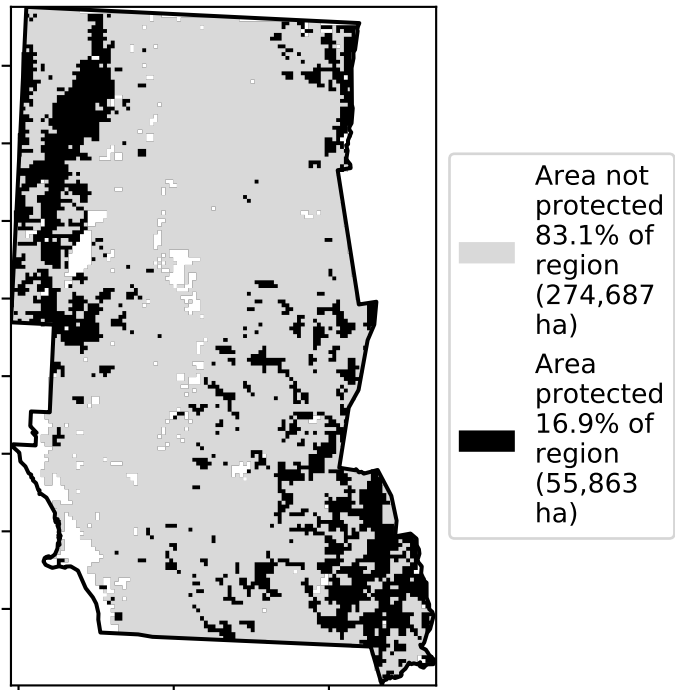 Area not
protected
83.1% of
region
(274,687
ha)
Area
protected
16.9% of
region
(55,863
ha)